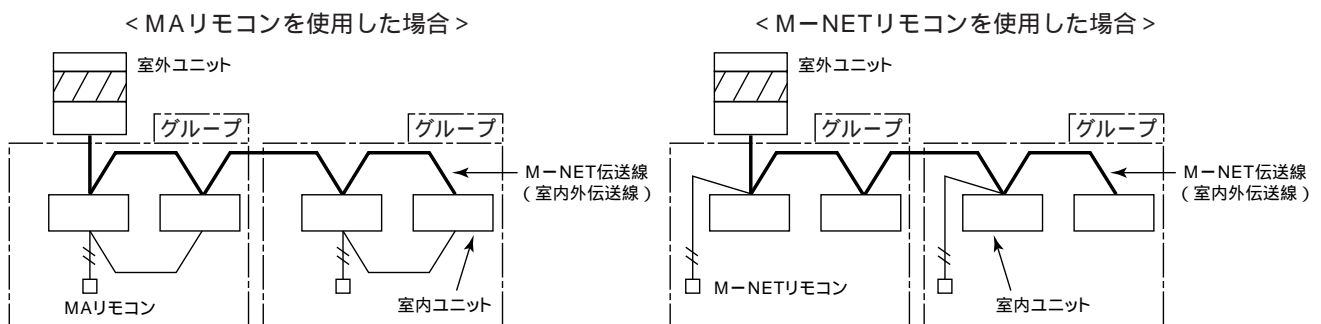 <MAリモコンを使用した場合>
室外ユニット
グループ
グループ
M－NET伝送線
(室内外伝送線)
MAリモコン
室内ユニット
<M－NETリモコンを使用した場合>
室外ユニット
グループ
グループ
M－NET伝送線
(室内外伝送線)
M－NETリモコン
室内ユニット